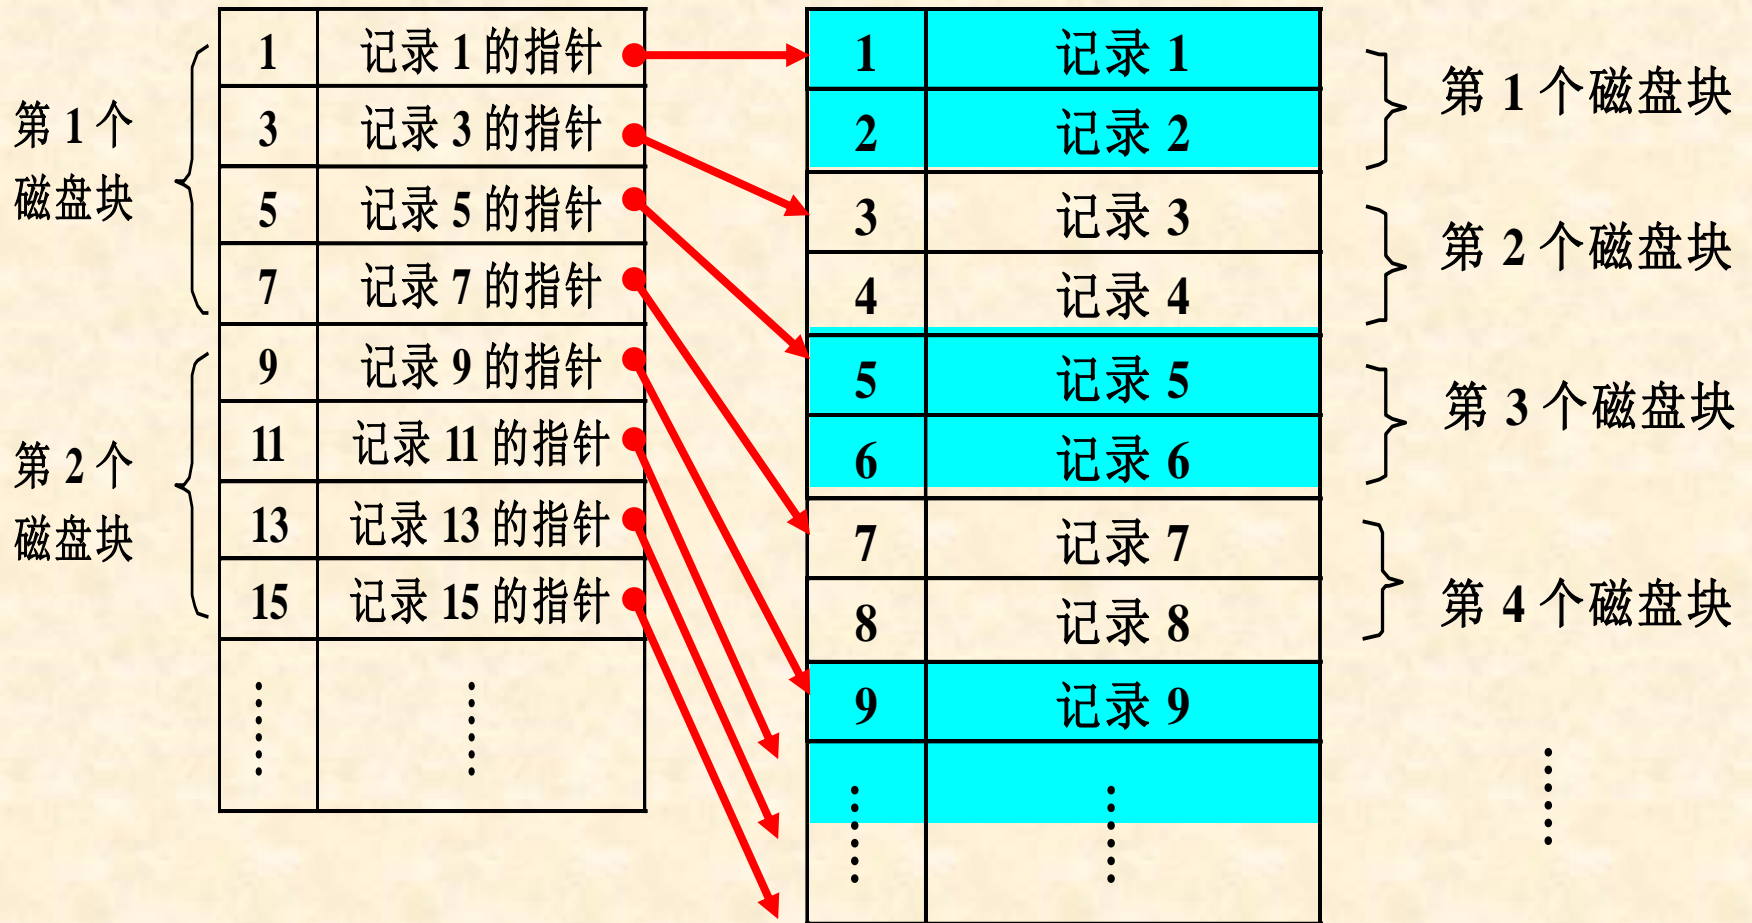 第 1 个
磁盘块
1 记录 1 的指针
3 记录 3 的指针
5 记录 5 的指针
7 记录 7 的指针
第 2 个
磁盘块
9 记录 9 的指针
11 记录 11 的指针
13 记录 13 的指针
15 记录 15 的指针
…… ……
1 记录 1
2 记录 2
3 记录 3
4 记录 4
5 记录 5
6 记录 6
7 记录 7
8 记录 8
9 记录 9
…… ……
第 1 个磁盘块
第 2 个磁盘块
第 3 个磁盘块
第 4 个磁盘块
……